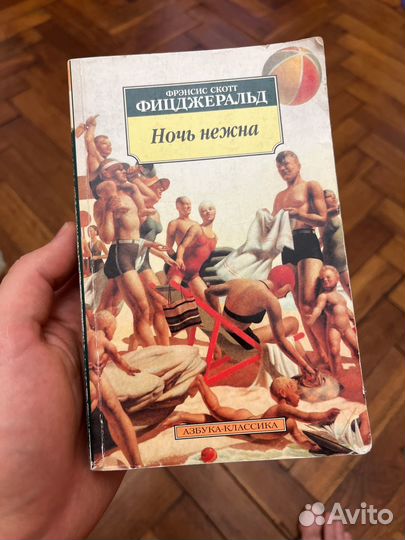 ФРЭНСИС СКОТТ
ФИЦДЖЕРАЛЬД
Ночь нежна
АЗБУКА-КЛАССИКА
Avito